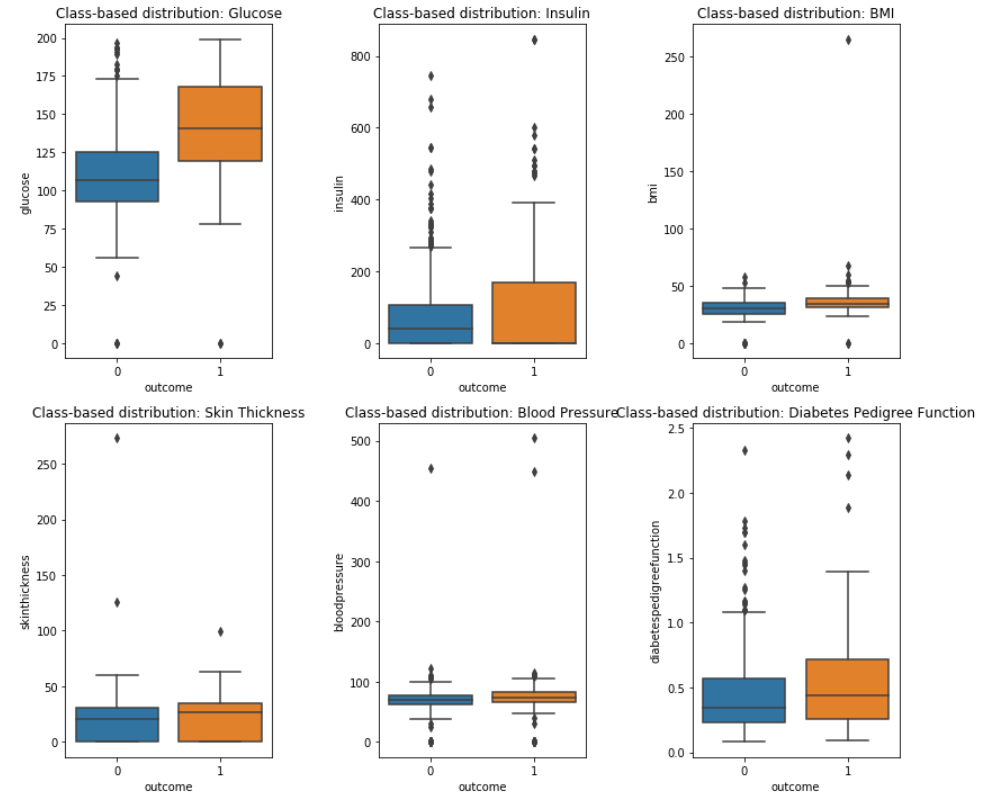 Class-based distribution: Glucose
200
175
150
125
100
75
50
25
0
glucose
0 1
outcome
Class-based distribution: Insulin
800
600
400
200
0
insulin
0 1
outcome
Class-based distribution: BMI
250
200
150
100
50
0
bmi
0 1
outcome
Class-based distribution: Skin Thickness
250
200
150
100
50
0
skinthickness
0 1
outcome
Class-based distribution: Blood Pressure
500
400
300
200
100
0
bloodpressure
0 1
outcome
Class-based distribution: Diabetes Pedigree Function
2.5
2.0
1.5
1.0
0.5
0.0
diabetespedigreefunction
0 1
outcome